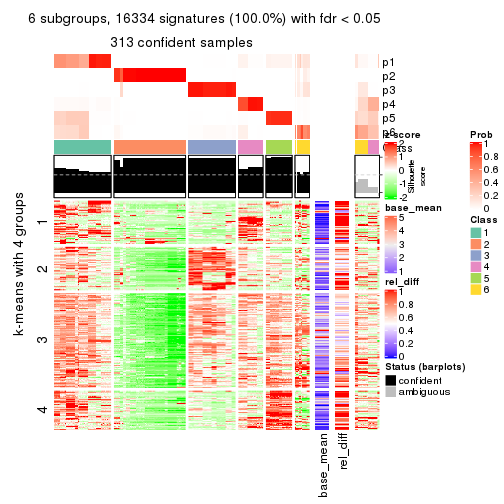 6 subgroups, 16334 signatures (100.0%) with fdr < 0.05
313 confident samples
p1
p2
p3
p4
p5
p6
Class
Silhouette
score
k-means with 4 groups
1
2
3
4
base_mean
rel_diff
z-score
2
1
0
-1
-2
base_mean
5
4
3
2
1
rel_diff
1
0.8
0.6
0.4
0.2
0
Status (barplots)
confident
ambiguous
Prob
1
0.8
0.6
0.4
0.2
0
Class
1
2
3
4
5
6